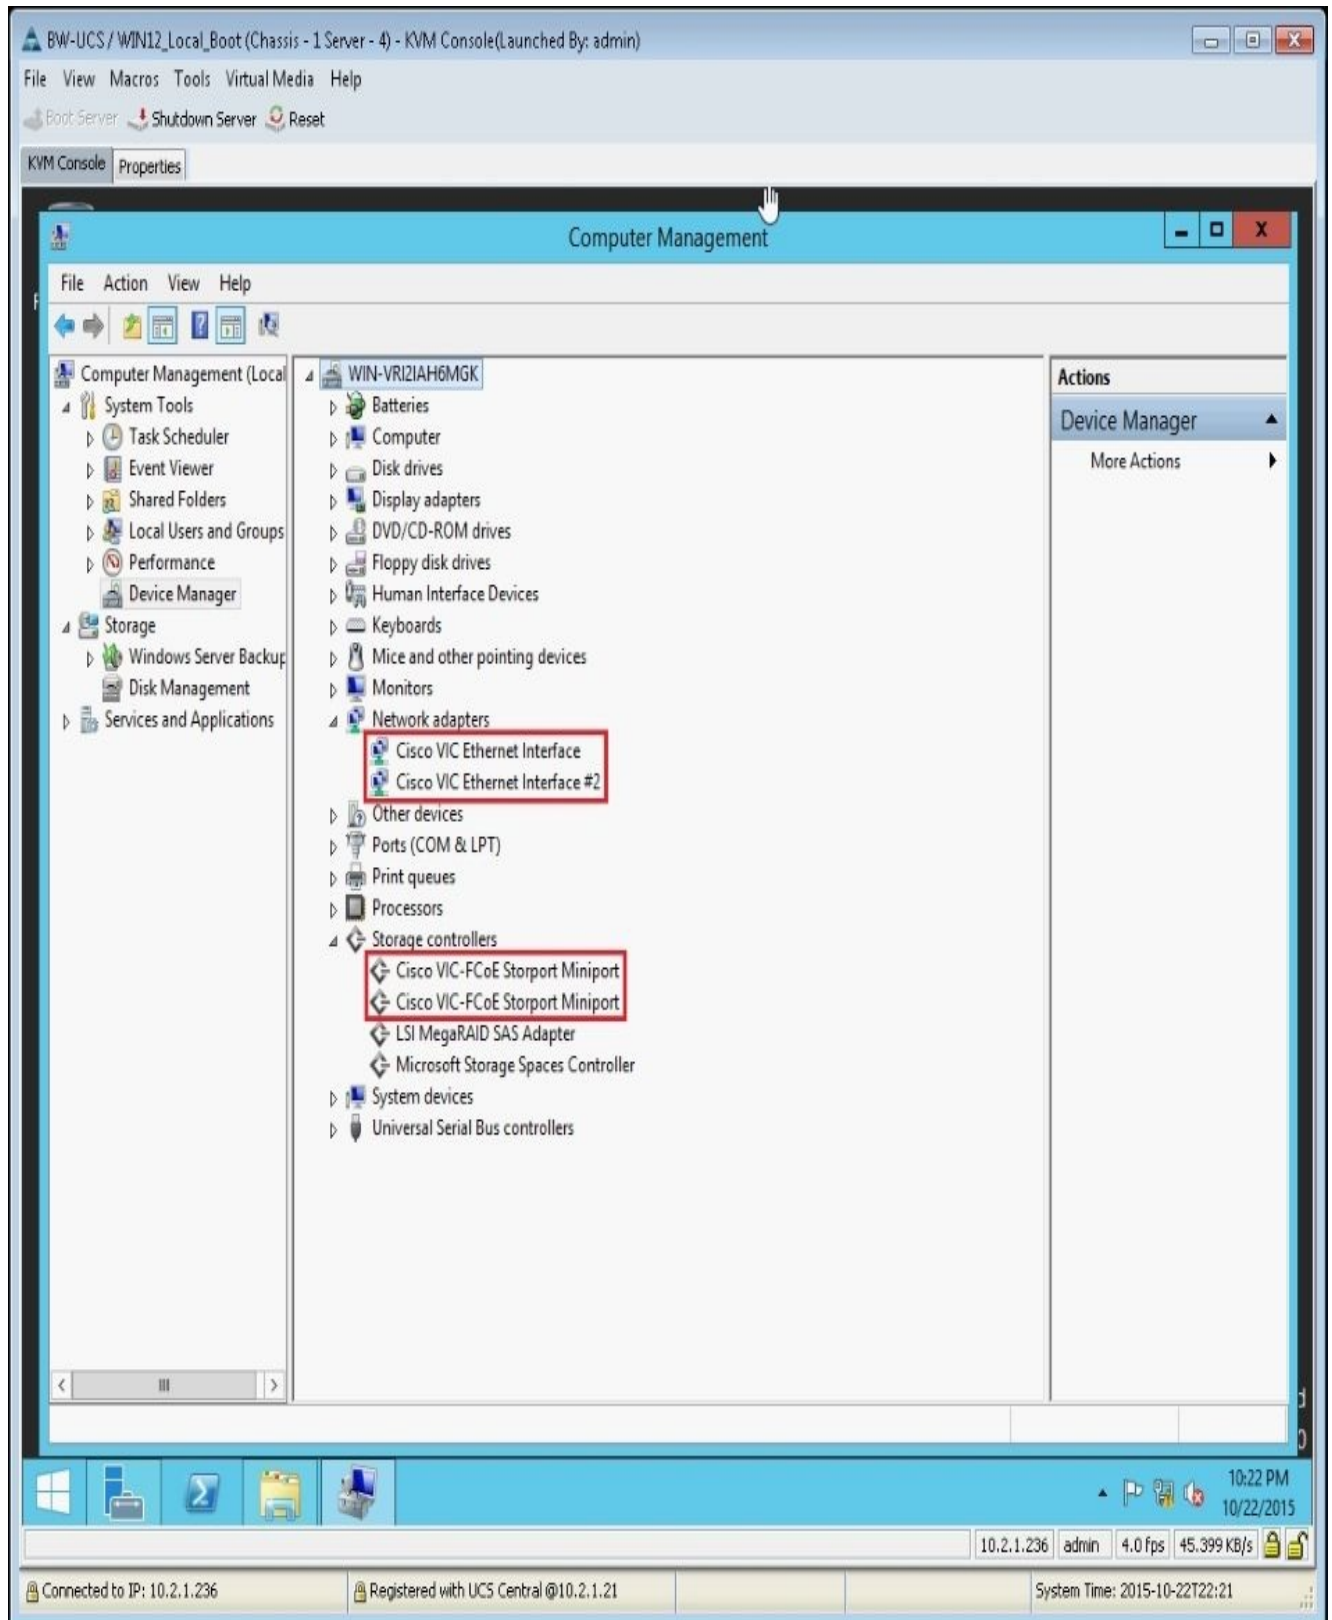 BW-UCS / WIN12_Local_Boot (Chassis - 1 Server - 4) - KVM Console(Launched By: admin)
File View Macros Tools Virtual Media Help
Boot Server Shutdown Server Reset
KVM Console Properties
Computer Management
File Action View Help
Computer Management (Local
System Tools
Task Scheduler
Event Viewer
Shared Folders
Local Users and Groups
Performance
Device Manager
Storage
Windows Server Backup
Disk Management
Services and Applications
WIN-VRI2IAH6MGK
Batteries
Computer
Disk drives
Display adapters
DVD/CD-ROM drives
Floppy disk drives
Human Interface Devices
Keyboards
Mice and other pointing devices
Monitors
Network adapters
Cisco VIC Ethernet Interface
Cisco VIC Ethernet Interface #2
Other devices
Ports (COM & LPT)
Print queues
Processors
Storage controllers
Cisco VIC-FCoE Storport Miniport
Cisco VIC-FCoE Storport Miniport
LSI MegaRAID SAS Adapter
Microsoft Storage Spaces Controller
System devices
Universal Serial Bus controllers
Actions
Device Manager
More Actions
10:22 PM
10/22/2015
10.2.1.236 admin 4.0 fps 45.399 KB/s
Connected to IP: 10.2.1.236 Registered with UCS Central @10.2.1.21 System Time: 2015-10-22T22:21